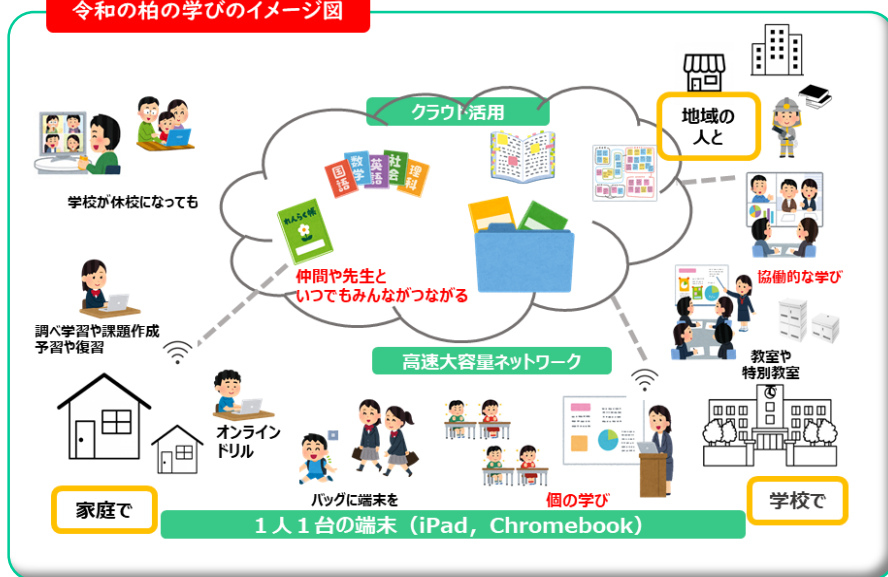 令和の柏の学びのイメージ図
クラウド活用
地域の
人と
国語
数学
英語
社会
理科
れんらく帳
学校が休校になっても
仲間や先生と
いつでもみんながつながる
協働的な学び
調べ学習や課題作成
予習や復習
高速大容量ネットワーク
教室や
特別教室
で
オンライン
ドリル
バッグに端末を
個の学び
家庭で
学校で
1人1台の端末（iPad, Chromebook）